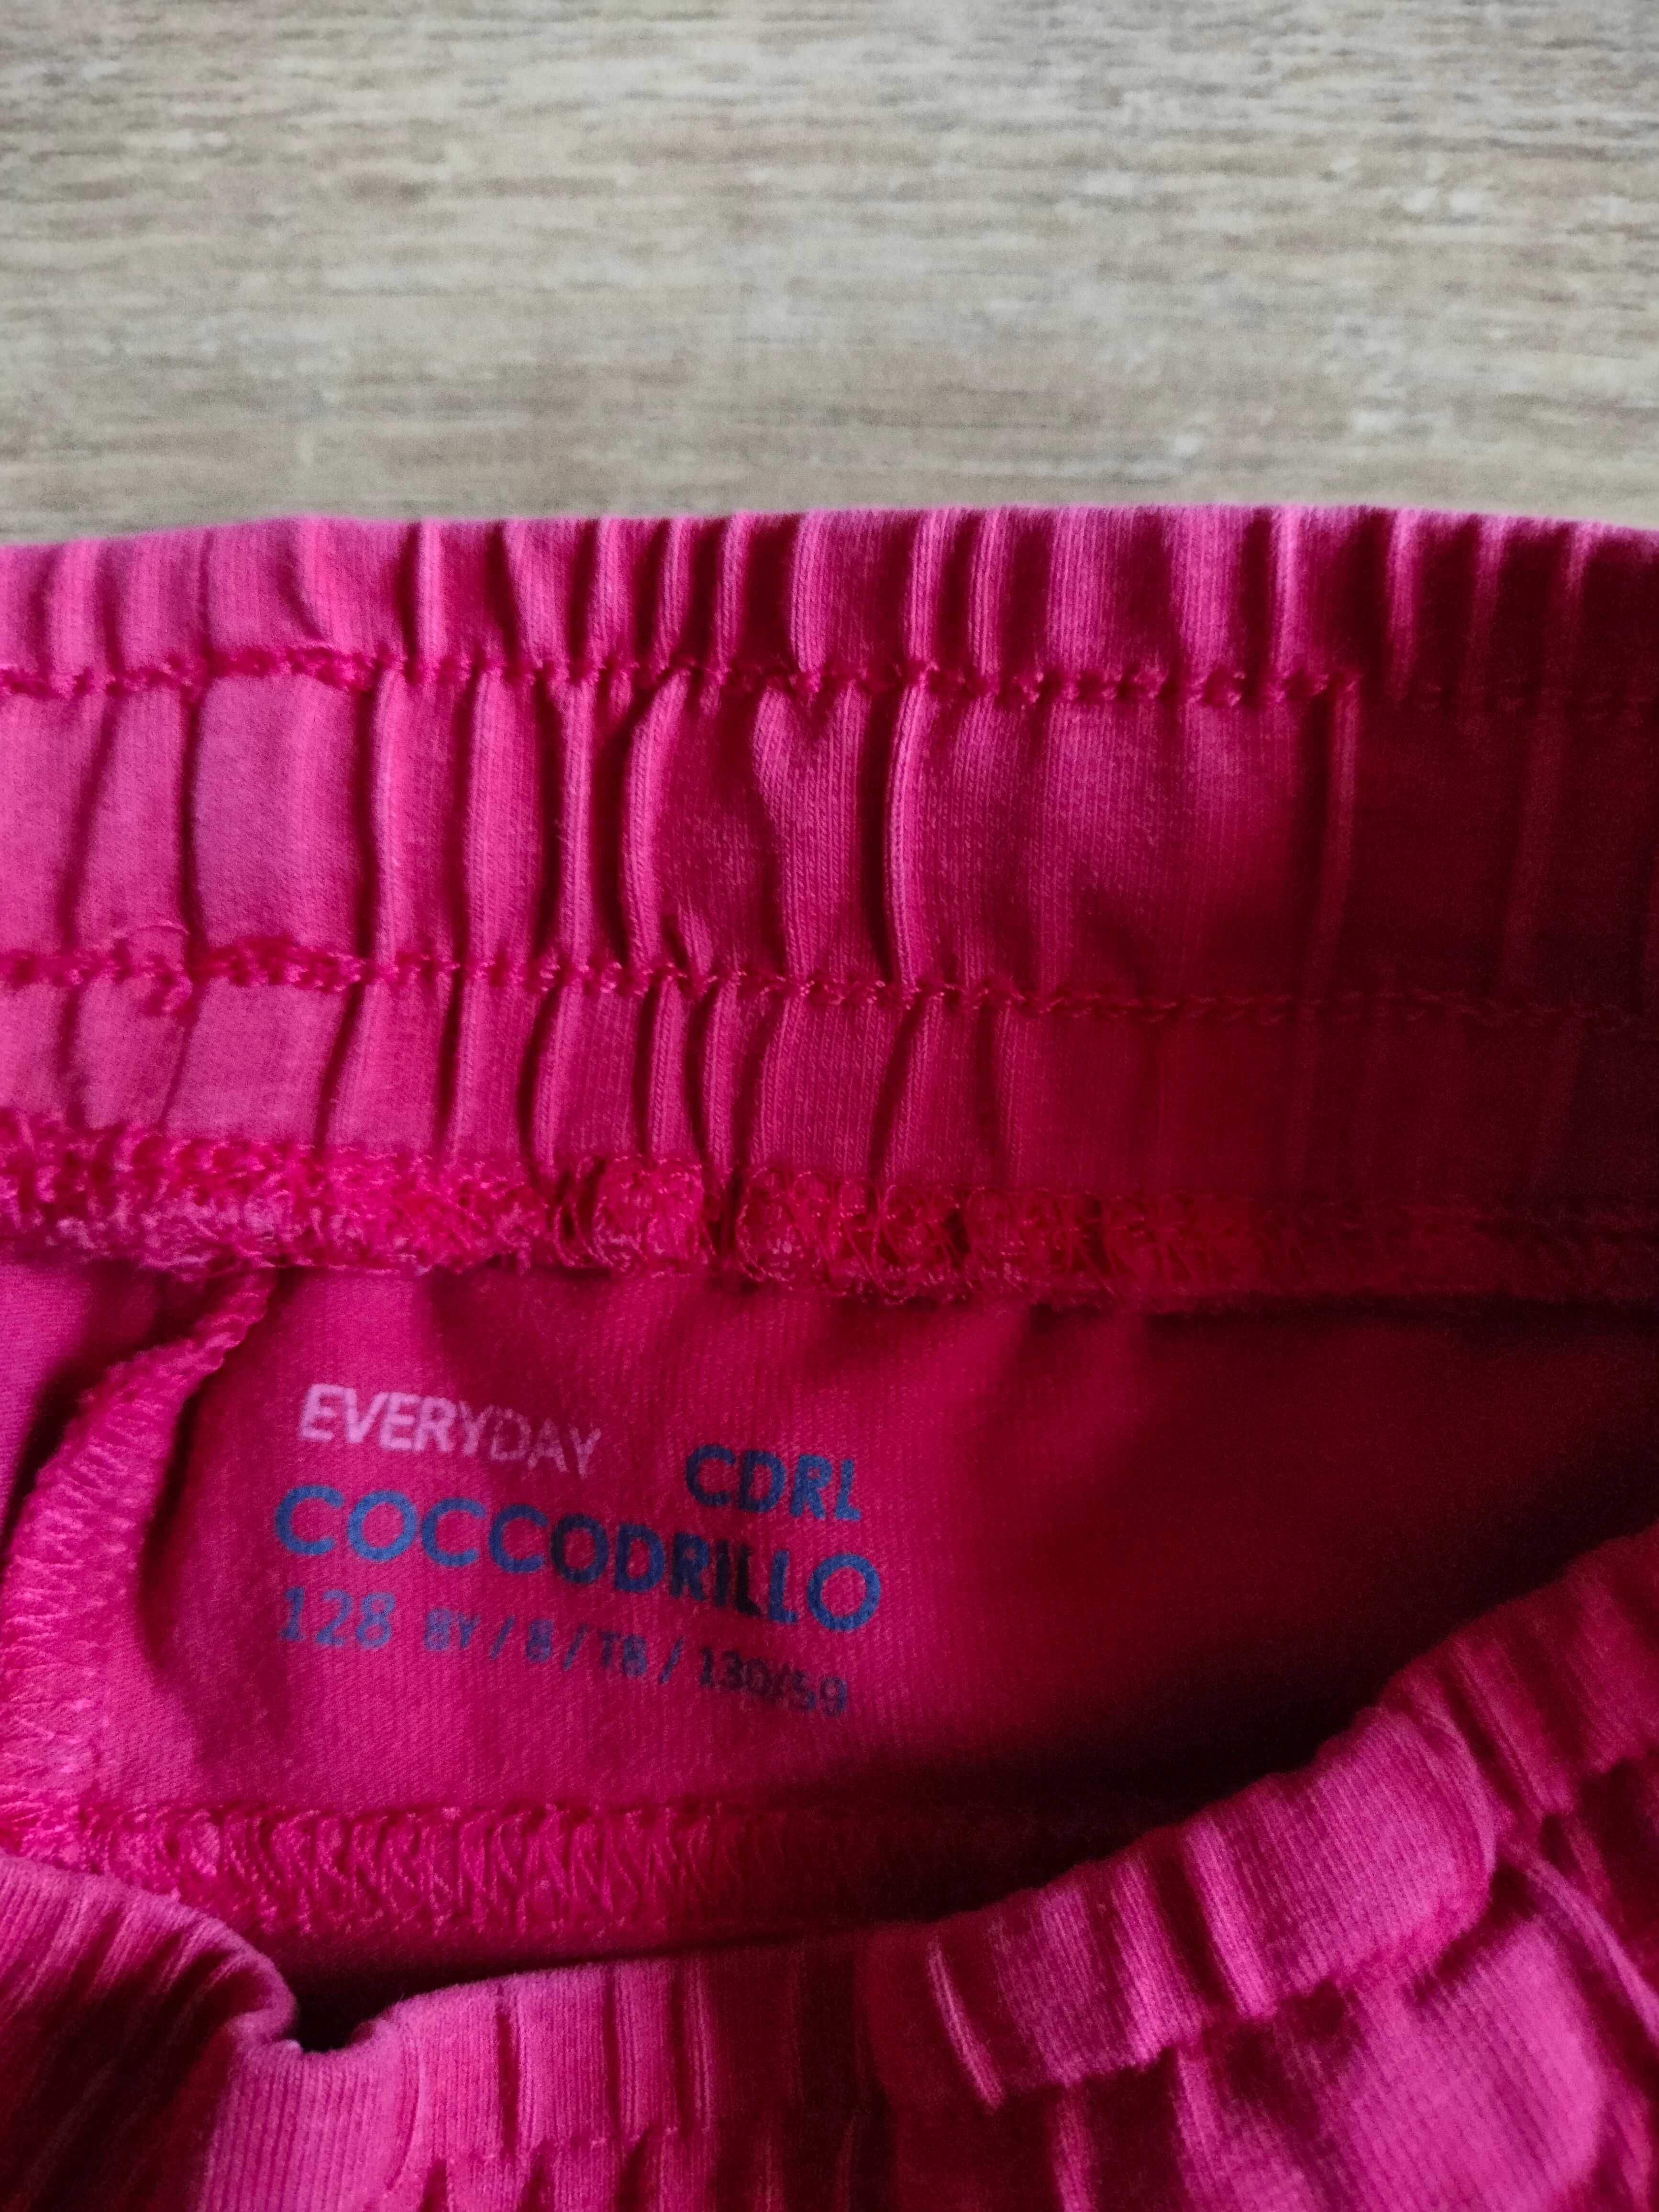 EVERYDAY CDRL
COCCODRILLO
128 8Y / 8 / T8 / 130/59